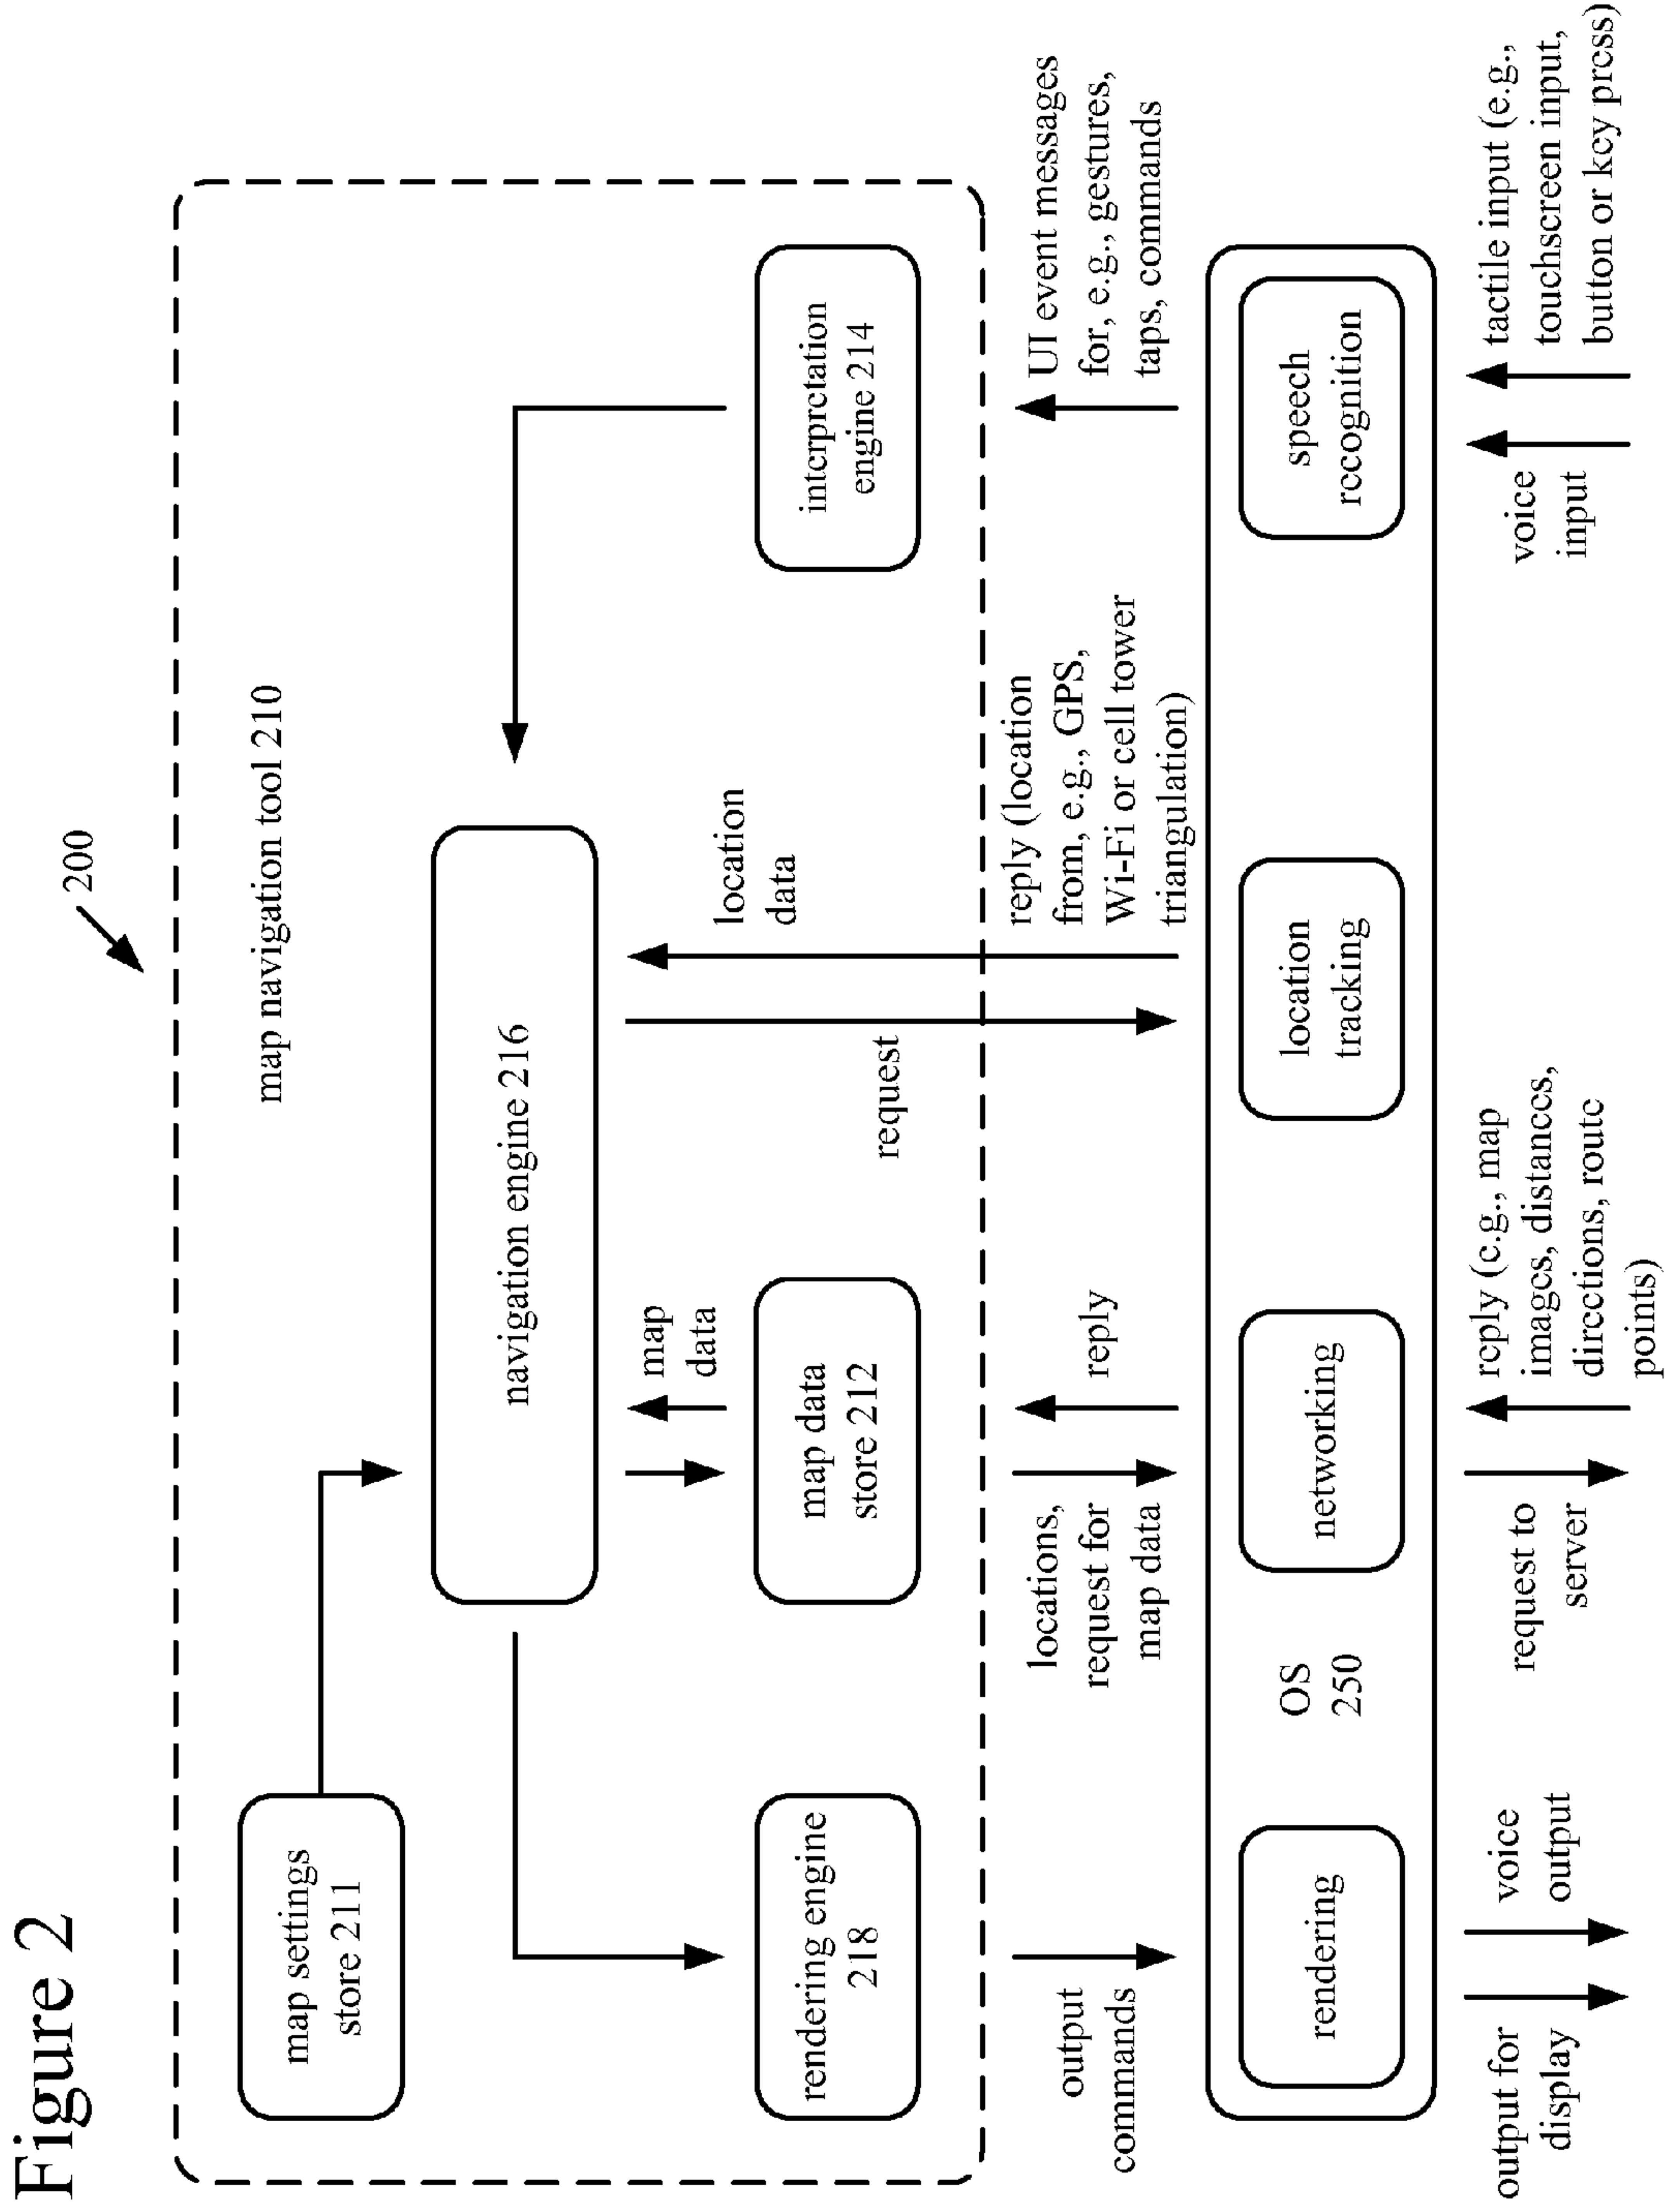 Figure 2
200
map navigation tool 210
map settings
store 211
navigation engine 216
map
data
location
data
rendering engine
218
map data
store 212
request
interpretation
engine 214
output
commands
locations,
request for
map data
reply
reply (location
from, e.g., GPS,
Wi-Fi or cell tower
triangulation)
UI event messages
for, e.g., gestures,
taps, commands
rendering
OS
250
networking
location
tracking
speech
recognition
output for
display
voice
output
request to
server
reply (e.g., map
images, distances,
directions, route
points)
voice
input
tactile input (e.g.,
touchscreen input,
button or key press)